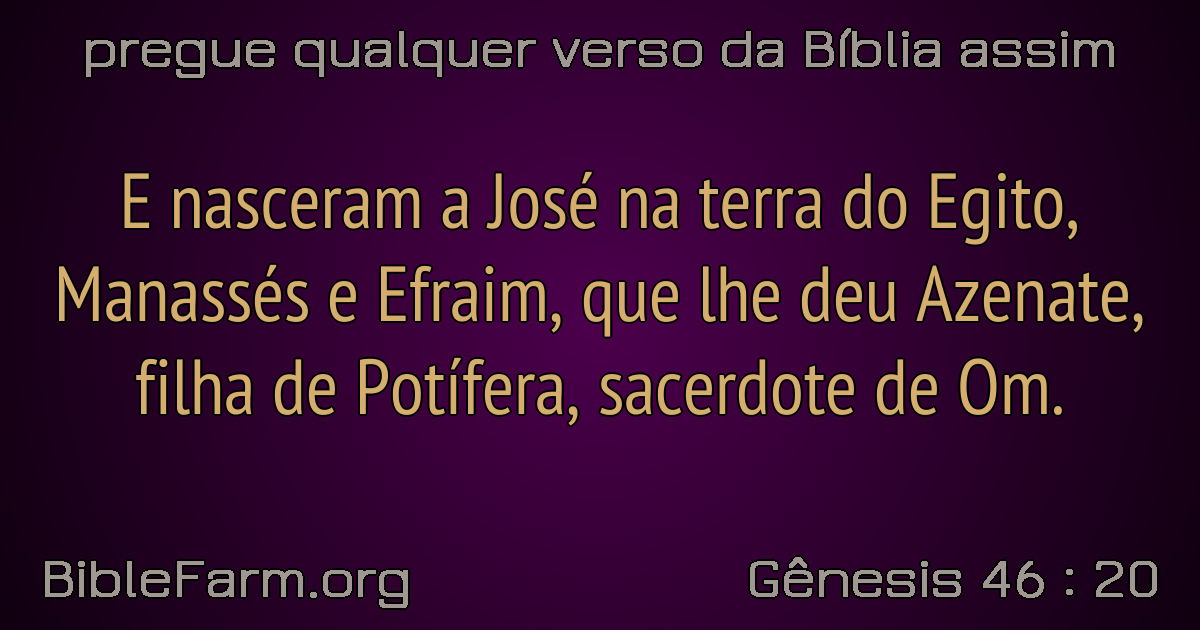 pregue qualquer verso da Bíblia assim
E nasceram a José na terra do Egito,
Manassés e Efraim, que lhe deu Azenate,
filha de Potífera, sacerdote de Om.
BibleFarm.org
Gênesis 46 : 20